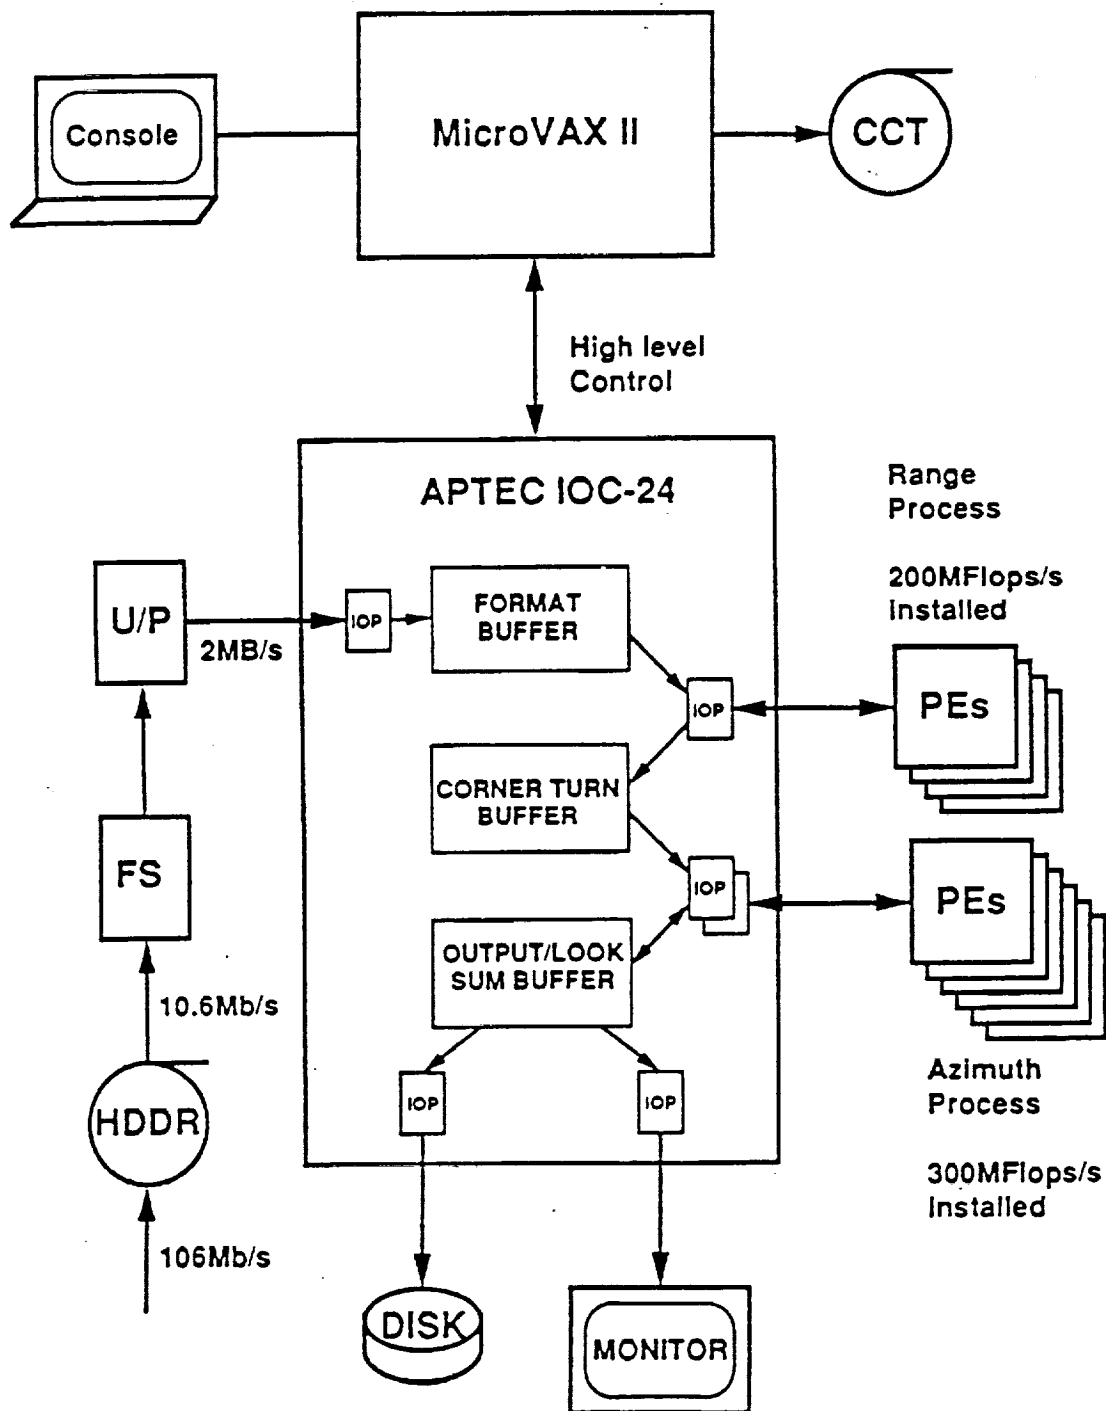 Console
MicroVAX II
CCT
High level
Control
APTEC IOC-24
Range
Process
200MFlops/s
Installed
U/P
2MB/s
IOP
FORMAT
BUFFER
IOP
PEs
CORNER TURN
BUFFER
FS
IOP
PEs
OUTPUT/LOOK
SUM BUFFER
10.6Mb/s
Azimuth
Process
HDDR
IOP
IOP
300MFlops/s
Installed
106Mb/s
DISK
MONITOR